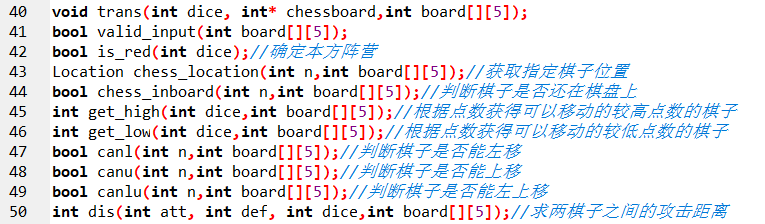 40 void trans(int dice, int* chessboard,int board[][5]);
41 bool valid_input(int board[][5]);
42 bool is_red(int dice);//确定本方阵营
43 Location chess_location(int n,int board[][5]);//获取指定棋子位置
44 bool chess_inboard(int n,int board[][5]);//判断棋子是否还在棋盘上
45 int get_high(int dice,int board[][5]);//根据点数获得可以移动的较高点数的棋子
46 int get_low(int dice,int board[][5]);//根据点数获得可以移动的较低点数的棋子
47 bool canl(int n,int board[][5]);//判断棋子是否能左移
48 bool canu(int n,int board[][5]);//判断棋子是否能上移
49 bool canlu(int n,int board[][5]);//判断棋子是否能左上移
50 int dis(int att, int def, int dice,int board[][5]);//求两棋子之间的攻击距离